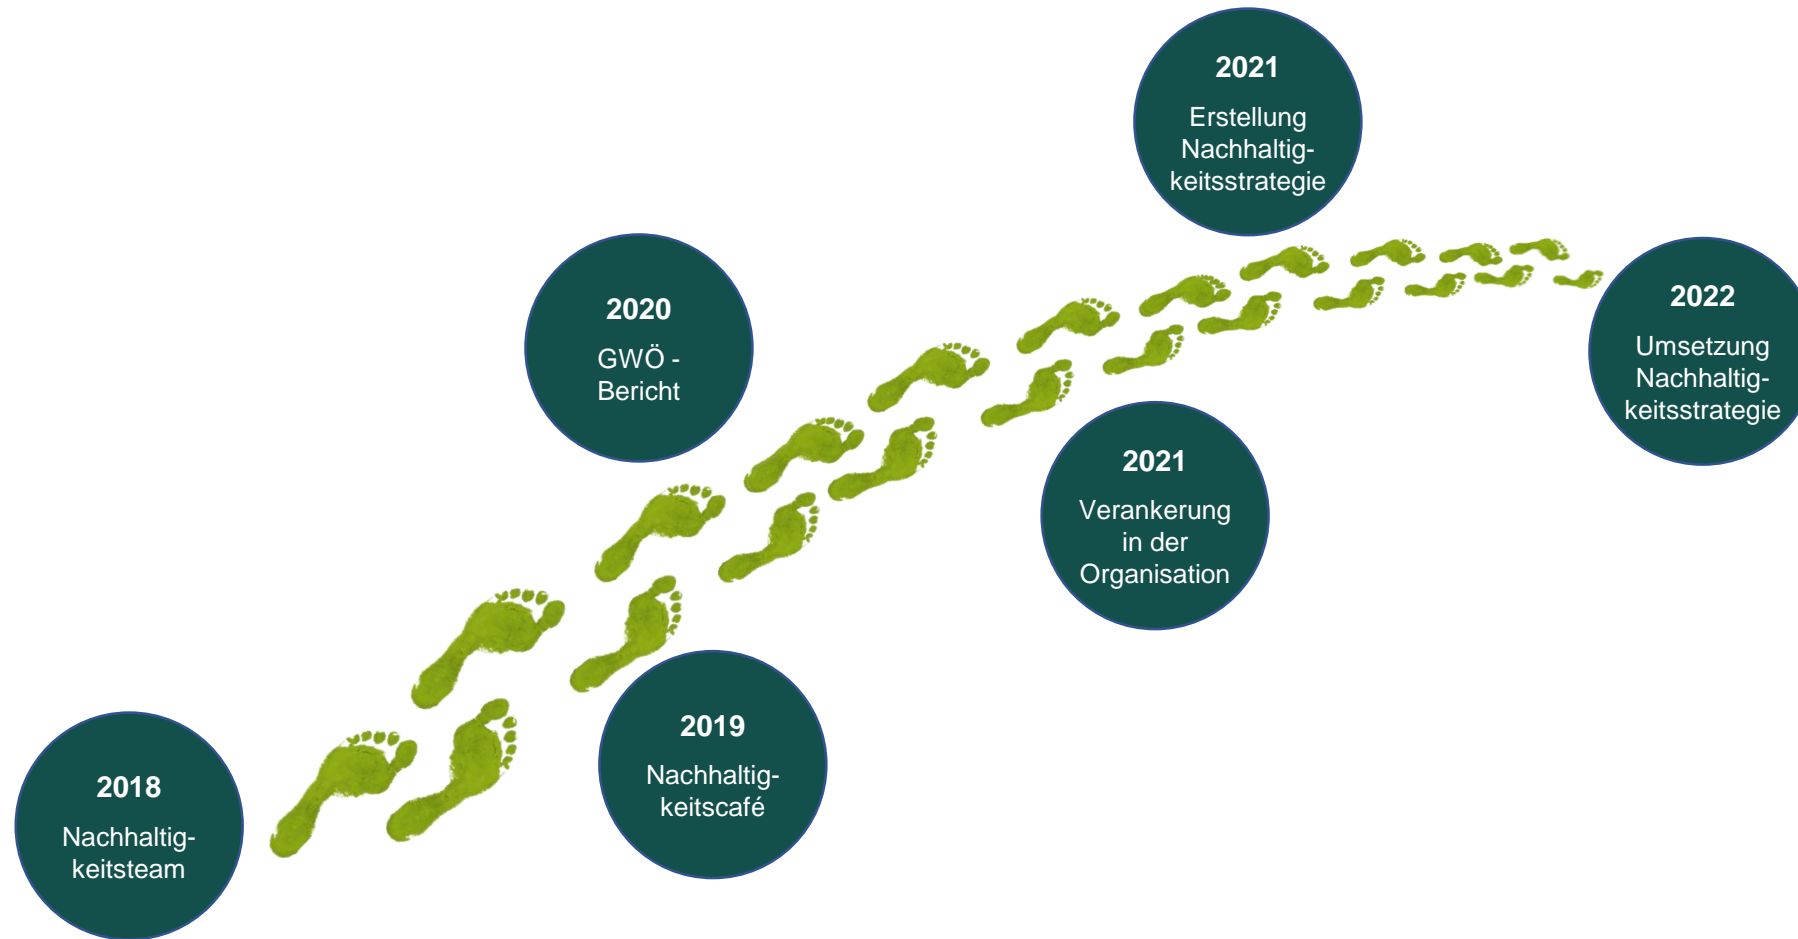 2018
Nachhaltig-
keitsteam
2019
Nachhaltig-
keitscafé
2020
GWÖ -
Bericht
2021
Verankerung
in der
Organisation
2021
Erstellung
Nachhaltig-
keitsstrategie
2022
Umsetzung
Nachhaltig-
keitsstrategie